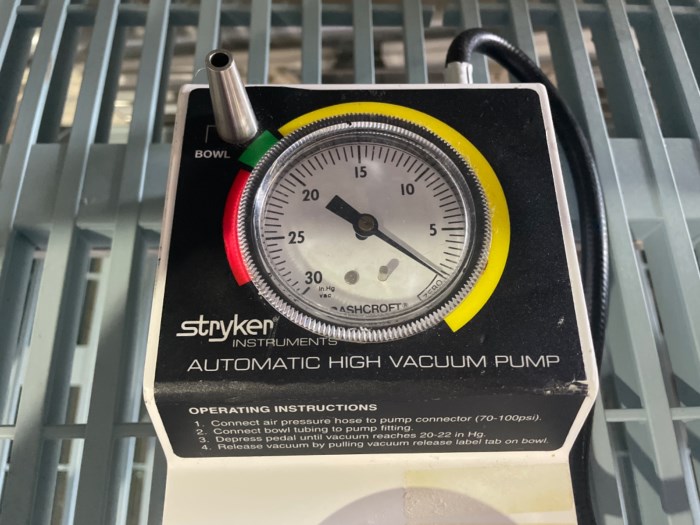 BOWL
15
20
10
25
5
30
in.Hg
vac
ZERO
ASHCROFT®
stryker
INSTRUMENTS
AUTOMATIC HIGH VACUUM PUMP
OPERATING INSTRUCTIONS
1. Connect air pressure hose to pump connector (70-100psi).
2. Connect bowl tubing to pump fitting.
3. Depress pedal until vacuum reaches 20-22 in Hg.
4. Release vacuum by pulling vacuum release label tab on bowl.